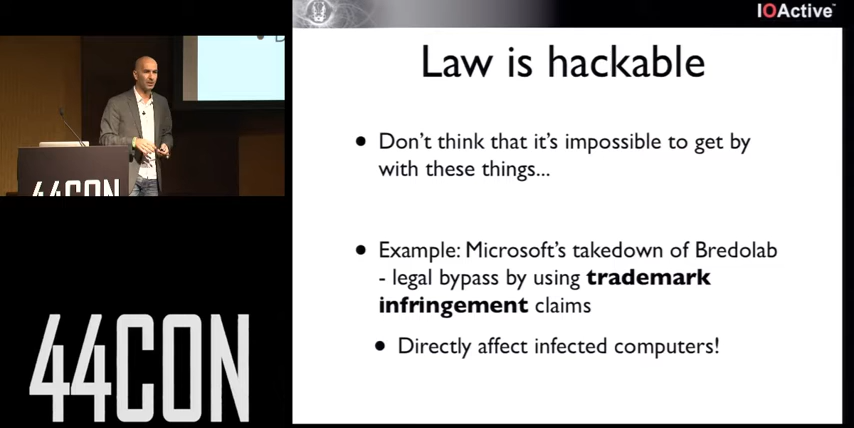 IOActive™
Law is hackable
• Don't think that it's impossible to get by
with these things...
• Example: Microsoft's takedown of Bredolab
- legal bypass by using trademark
infringement claims
• Directly affect infected computers!
44CON
44CON